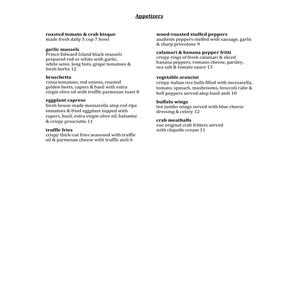 Appetizers
roasted tomato & crab bisque
made fresh daily 5 cup 7 bowl
garlic mussels
Prince Edward Island black mussels
prepared red or white with garlic,
white wine, long hots, grape tomatoes &
fresh herbs 12
bruschetta
roma tomatoes, red onions, roasted
golden beets, capers & basil with extra
virgin olive oil with truffle parmesan toast 8
eggplant caprese
fresh house-made mozzarella atop red ripe
tomatoes & fried eggplant topped with
capers, basil, extra virgin olive oil, balsamic
& crispy prosciutto 11
truffle fries
crispy thick-cut fries seasoned with truffle
oil & parmesan cheese with truffle aioli 6
wood-roasted stuffed peppers
anaheim peppers stuffed with sausage, garlic
& sharp provolone 9
calamari & banana pepper fritti
crispy rings of fresh calamari & sliced
banana peppers, romano cheese, parsley,
sea salt & tomato sauce 13
vegetable arancini
crispy italian rice balls filled with mozzarella,
tomato, spinach, mushrooms, broccoli rabe &
bell peppers served atop basil aioli 10
buffalo wings
ten jumbo wings served with blue cheese
dressing & celery 12
crab meatballs
our original crab fritters served
with chipotle cream 11